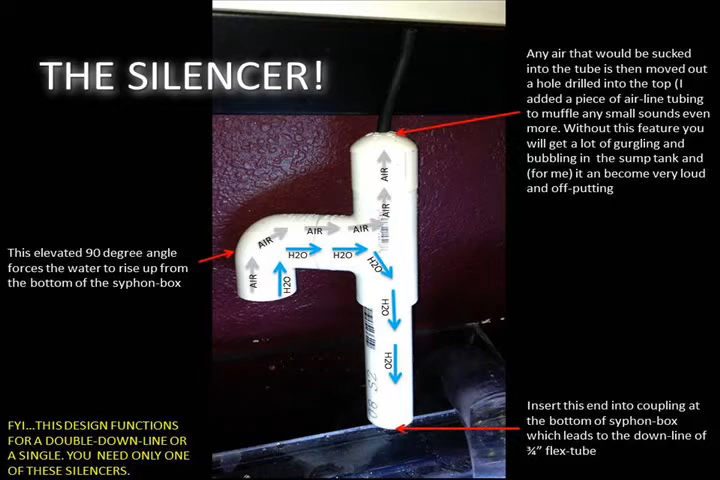 THE SILENCER!
Any air that would be sucked
into the tube is then moved out
a hole drilled into the top (I
added a piece of air-line tubing
to muffle any small sounds even
more. Without this feature you
will get a lot of gurgling and
bubbling in the sump tank and
(for me) it an become very loud
and off-putting
This elevated 90 degree angle
forces the water to rise up from
the bottom of the syphon-box
AIR
AIR
AIR
AIR
AIR
AIR
AIR
H2O
H2O
H2O
H2O
H2O
H2O
Insert this end into coupling at
the bottom of syphon-box
which leads to the down-line of
¾” flex-tube
FYI...THIS DESIGN FUNCTIONS
FOR A DOUBLE-DOWN-LINE OR
A SINGLE. YOU NEED ONLY ONE
OF THESE SILENCERS.